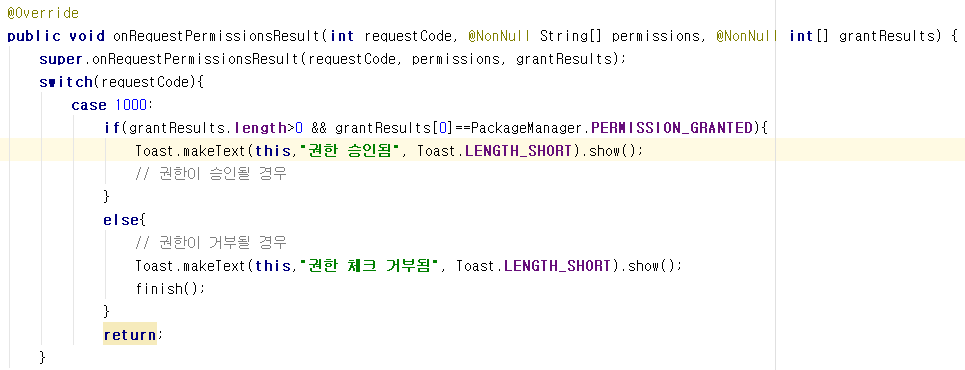 @Override
public void onRequestPermissionsResult(int requestCode, @NonNull String[] permissions, @NonNull int[] grantResults) {
super.onRequestPermissionsResult(requestCode, permissions, grantResults);
switch(requestCode){
case 1000:
if(grantResults.length>0 && grantResults[0]==PackageManager.PERMISSION_GRANTED){
Toast.makeText(this,"권한 승인됨", Toast.LENGTH_SHORT).show();
// 권한이 승인될 경우
}
else{
// 권한이 거부될 경우
Toast.makeText(this,"권한 체크 거부됨", Toast.LENGTH_SHORT).show();
finish();
}
return;
}